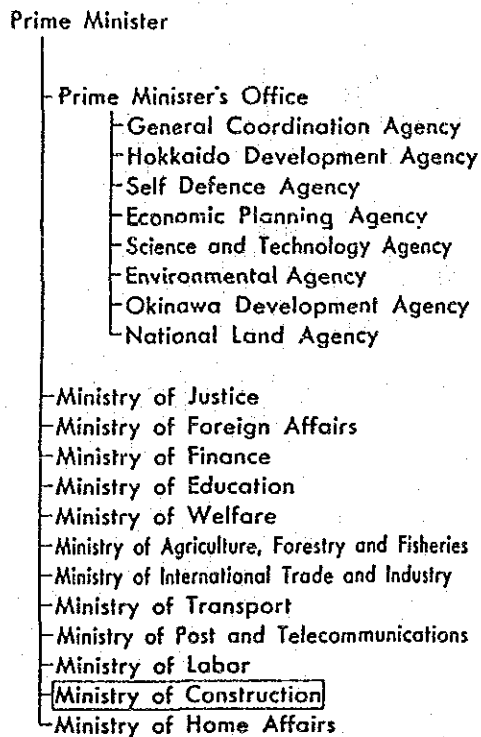 Prime Minister
Prime Minister's Office
General Coordination Agency
Hokkaido Development Agency
Self Defence Agency
Economic Planning Agency
Science and Technology Agency
Environmental Agency
Okinawa Development Agency
National Land Agency
Ministry of Justice
Ministry of Foreign Affairs
Ministry of Finance
Ministry of Education
Ministry of Welfare
Ministry of Agriculture, Forestry and Fisheries
Ministry of International Trade and Industry
Ministry of Transport
Ministry of Post and Telecommunications
Ministry of Labor
Ministry of Construction
Ministry of Home Affairs